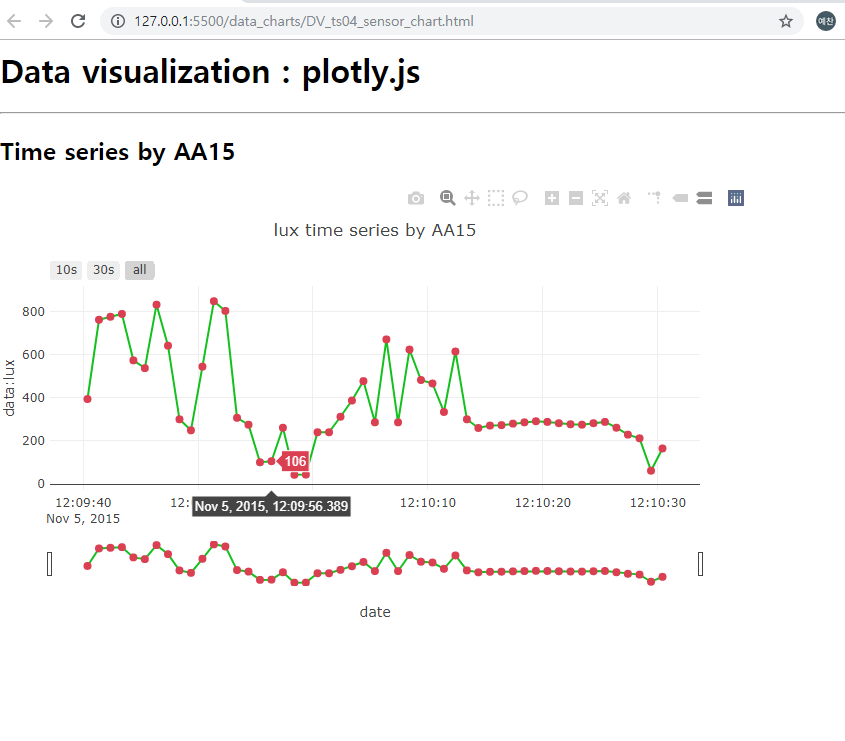 127.0.0.1:5500/data_charts/DV_ts04_sensor_chart.html
예찬
Data visualization : plotly.js
Time series by AA15
lux time series by AA15
10s 30s all
800
600
400
200
0
data:lux
106
12:09:40 12: 12:10:10 12:10:20 12:10:30
Nov 5, 2015
Nov 5, 2015, 12:09:56.389
date